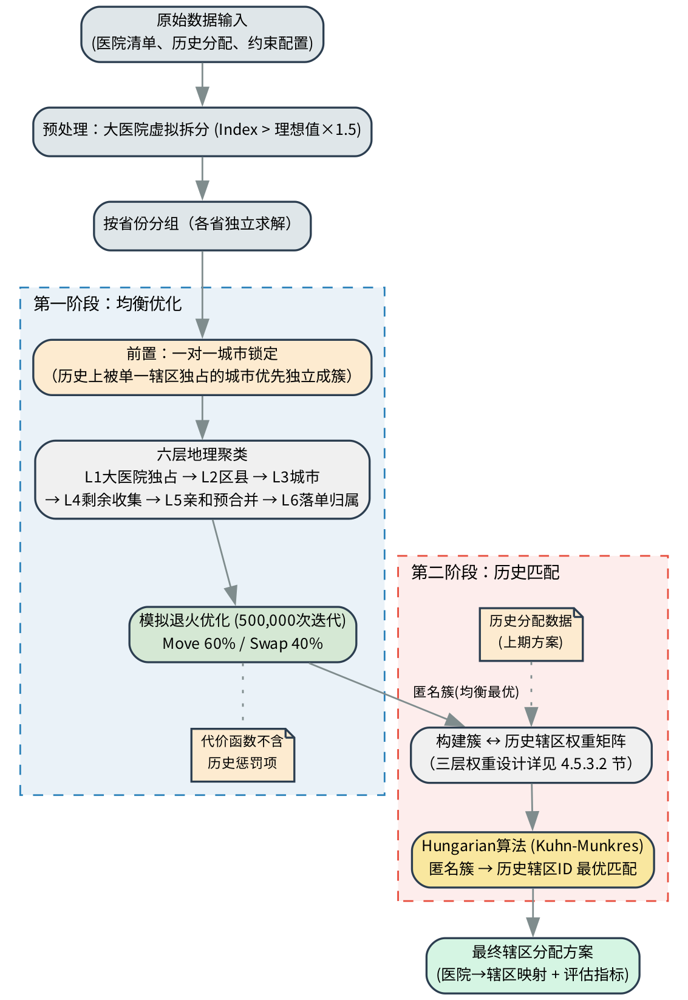 原始数据输入
(医院清单、历史分配、约束配置)
预处理：大医院虚拟拆分 (Index > 理想值×1.5)
按省份分组（各省独立求解）
第一阶段：均衡优化
前置：一对一城市锁定
（历史上被单一辖区独占的城市优先独立成簇）
六层地理聚类
L1大医院独占 → L2区县 → L3城市
→ L4剩余收集 → L5亲和预合并 → L6落单归属
模拟退火优化 (500,000次迭代)
Move 60% / Swap 40%
代价函数不含
历史惩罚项
第二阶段：历史匹配
历史分配数据
(上期方案)
匿名簇(均衡最优)
构建簇 ↔ 历史辖区权重矩阵
（三层权重设计详见 4.5.3.2 节）
Hungarian算法 (Kuhn-Munkres)
匿名簇 → 历史辖区ID 最优匹配
最终辖区分配方案
(医院→辖区映射 + 评估指标)